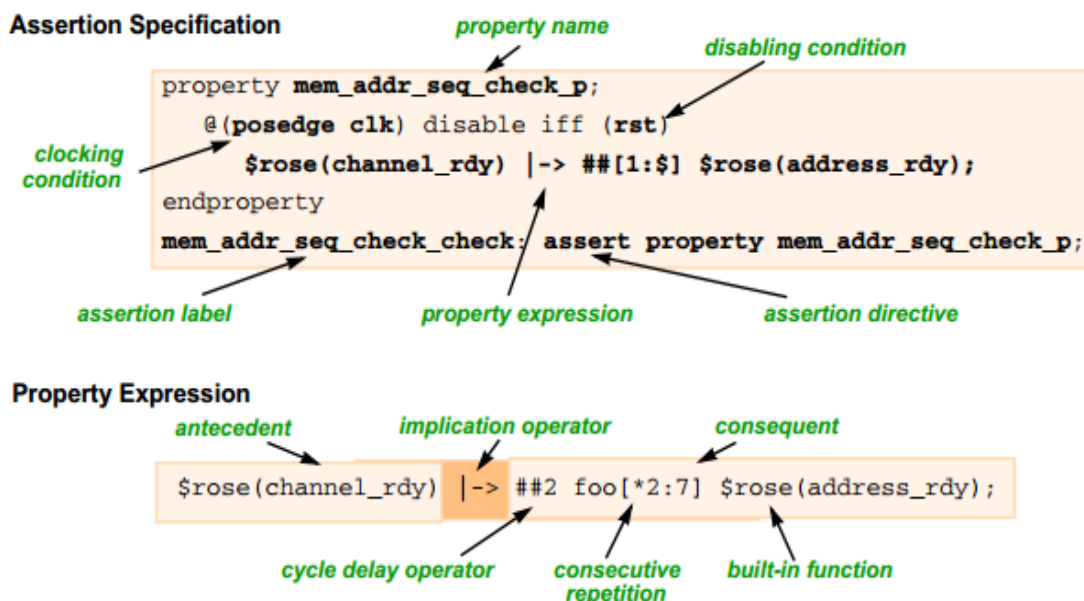 Assertion Specification
property name
disabling condition
property mem_addr_seq_check_p;
@(posedge clk) disable iff (rst)
clocking
condition
$rose(channel_rdy) |-> ##[1:$] $rose(address_rdy);
endproperty
mem_addr_seq_check_check: assert property mem_addr_seq_check_p;
assertion label
property expression
assertion directive
Property Expression
antecedent
implication operator
consequent
$rose(channel_rdy) |-> ##2 foo[*2:7] $rose(address_rdy);
cycle delay operator
consecutive
repetition
built-in function